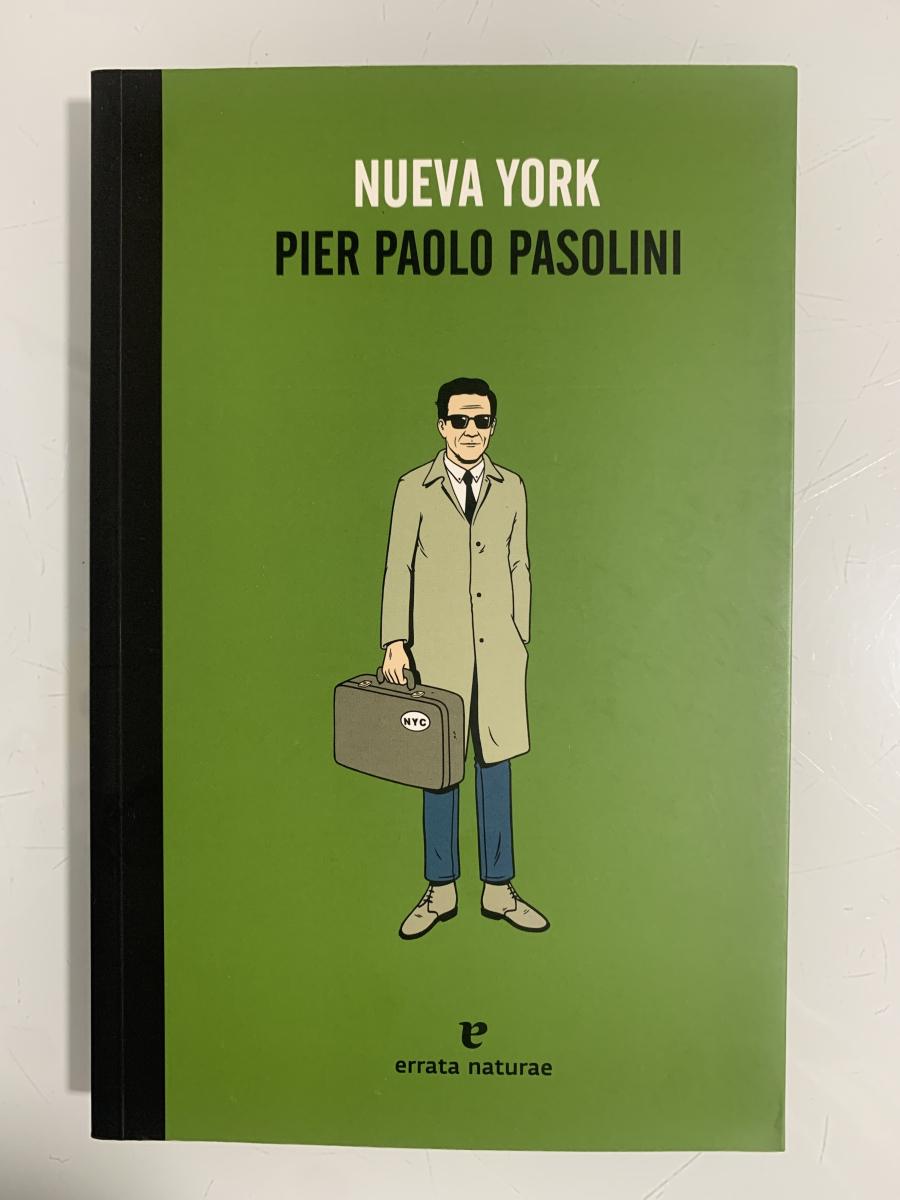 NUEVA YORK
PIER PAOLO PASOLINI
NYC
e
errata naturae